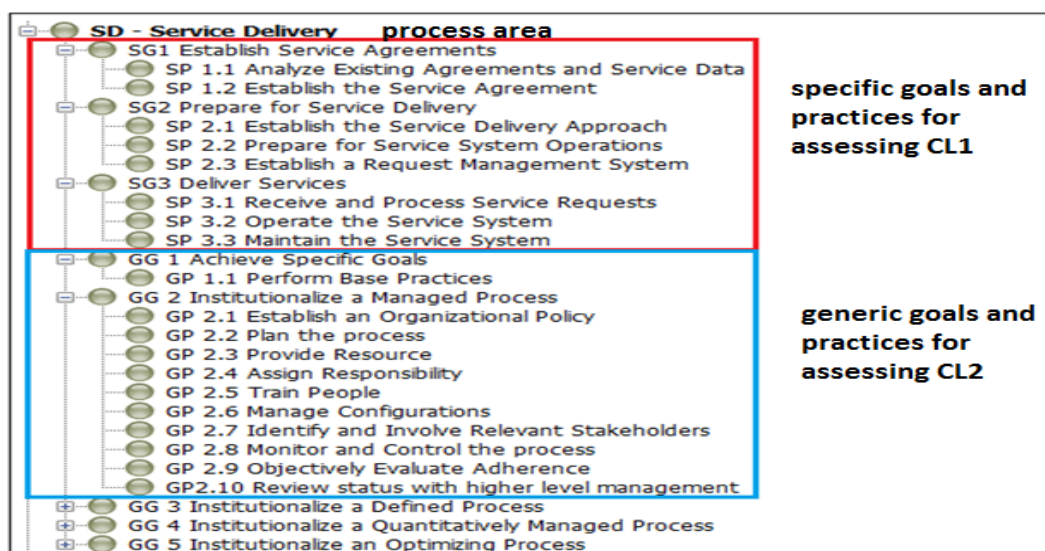 SD - Service Delivery process area
SG1 Establish Service Agreements
SP 1.1 Analyze Existing Agreements and Service Data
SP 1.2 Establish the Service Agreement
SG2 Prepare for Service Delivery
SP 2.1 Establish the Service Delivery Approach
SP 2.2 Prepare for Service System Operations
SP 2.3 Establish a Request Management System
SG3 Deliver Services
SP 3.1 Receive and Process Service Requests
SP 3.2 Operate the Service System
SP 3.3 Maintain the Service System
specific goals and
practices for
assessing CL1
GG 1 Achieve Specific Goals
GP 1.1 Perform Base Practices
GG 2 Institutionalize a Managed Process
GP 2.1 Establish an Organizational Policy
GP 2.2 Plan the process
GP 2.3 Provide Resource
GP 2.4 Assign Responsibility
GP 2.5 Train People
GP 2.6 Manage Configurations
GP 2.7 Identify and Involve Relevant Stakeholders
GP 2.8 Monitor and Control the process
GP 2.9 Objectively Evaluate Adherence
GP2.10 Review status with higher level management
generic goals and
practices for
assessing CL2
GG 3 Institutionalize a Defined Process
GG 4 Institutionalize a Quantitatively Managed Process
GG 5 Institutionalize an Optimizing Process